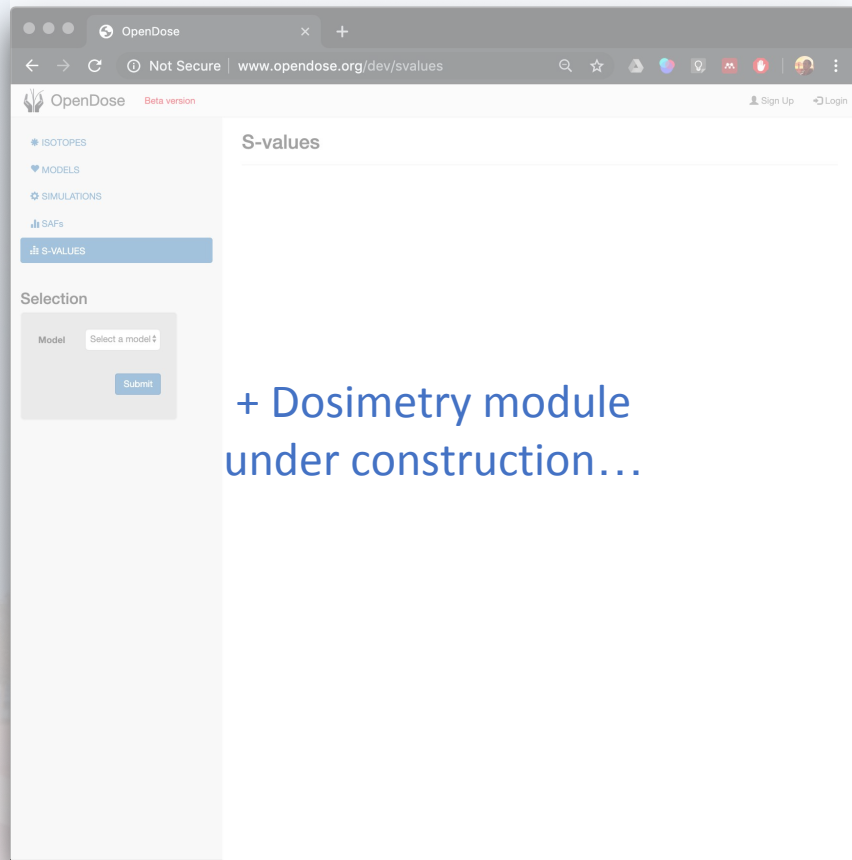 OpenDose
Not Secure | www.opendose.org/dev/svalues
OpenDose Beta version
Sign Up Login
ISOTOPES
MODELS
SIMULATIONS
SAFs
S-VALUES
Selection
Model Select a model
Submit
S-values
+ Dosimetry module
under construction…